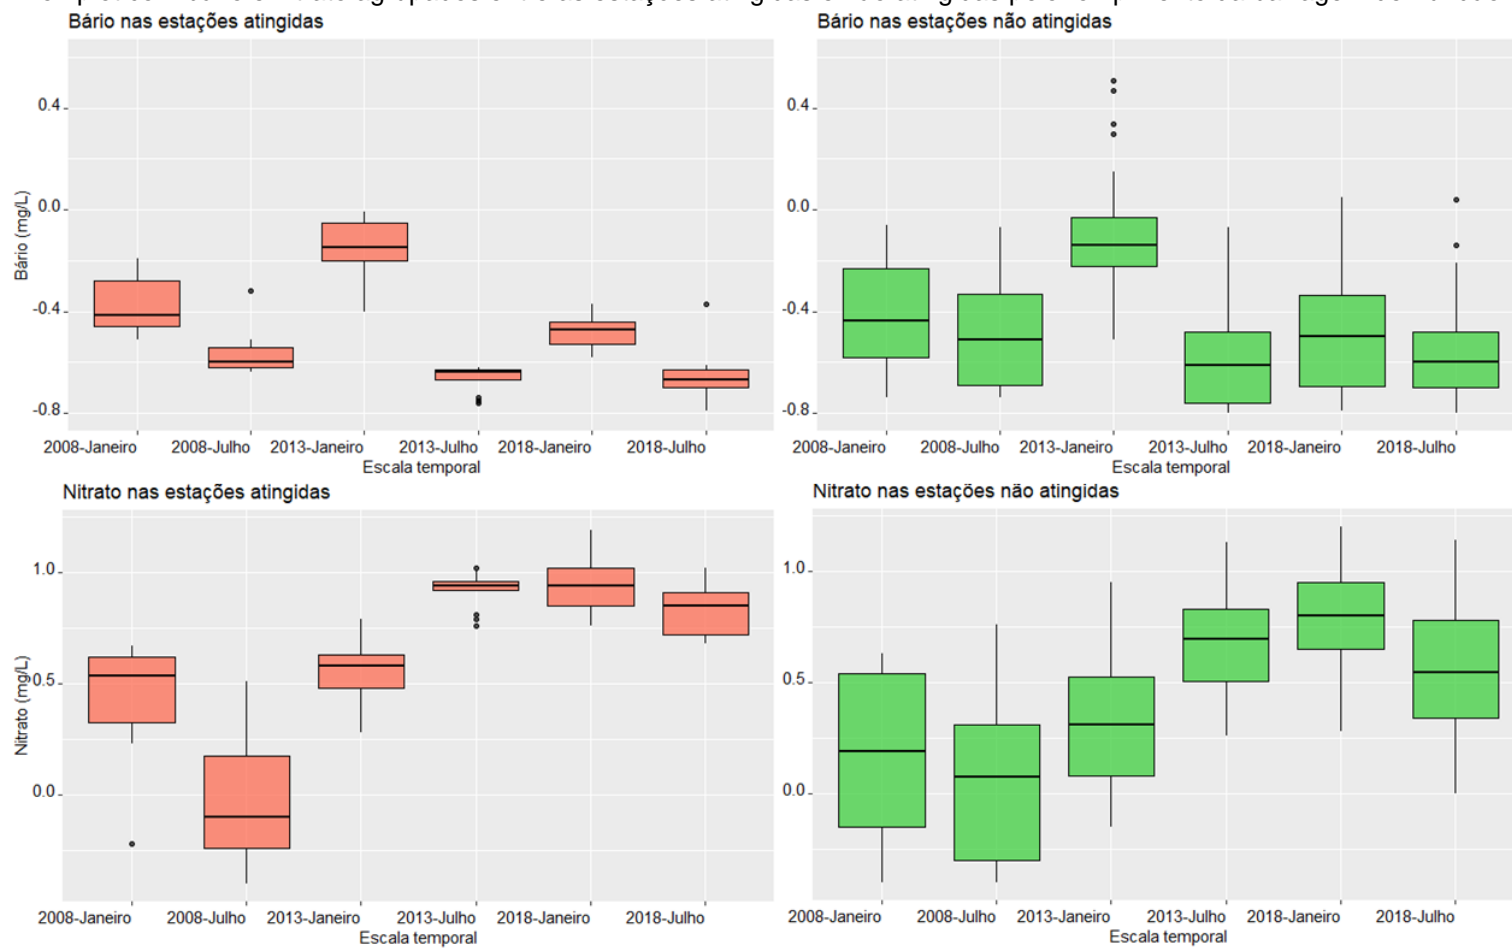 Bário nas estações atingidas
Bário (mg/L)
0.4
0.0
-0.4
-0.8
2008-Janeiro 2008-Julho 2013-Janeiro 2013-Julho 2018-Janeiro 2018-Julho
Escala temporal
Bário nas estações não atingidas
0.4
0.0
-0.4
-0.8
2008-Janeiro 2008-Julho 2013-Janeiro 2013-Julho 2018-Janeiro 2018-Julho
Escala temporal
Nitrato nas estações atingidas
Nitrato (mg/L)
1.0
0.5
0.0
2008-Janeiro 2008-Julho 2013-Janeiro 2013-Julho 2018-Janeiro 2018-Julho
Escala temporal
Nitrato nas estações não atingidas
1.0
0.5
0.0
2008-Janeiro 2008-Julho 2013-Janeiro 2013-Julho 2018-Janeiro 2018-Julho
Escala temporal